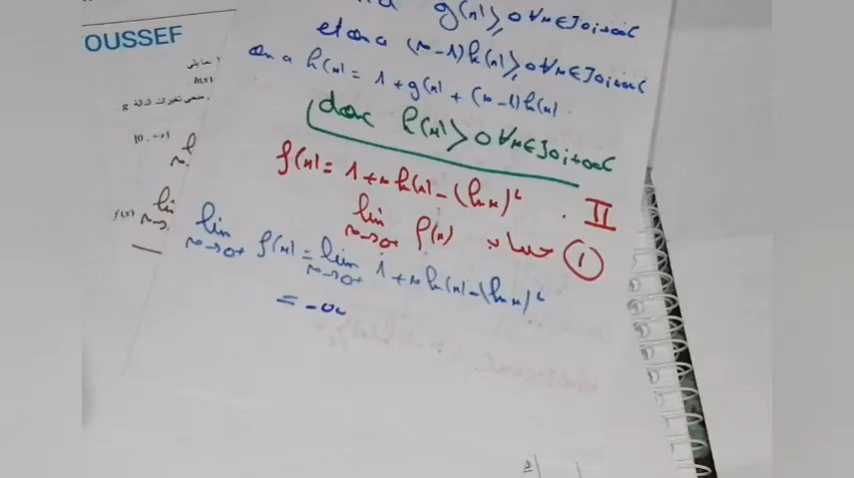 g(x)≥0 ∀x∈]0;+∞[
et on a (x-1)h(x)≥0 ∀x∈]0;+∞[
on a h(x) = 1+g(x)+(x-1)h(x)
donc h(x)>0 ∀x∈]0;+∞[
f(x) = 1+x h(x)-(ln x)² . II
① حساب lim f(x)
x→0+
lim f(x) = lim 1+x h(x)-(ln x)²
x→0+ x→0+
= -∞
OUSSEF